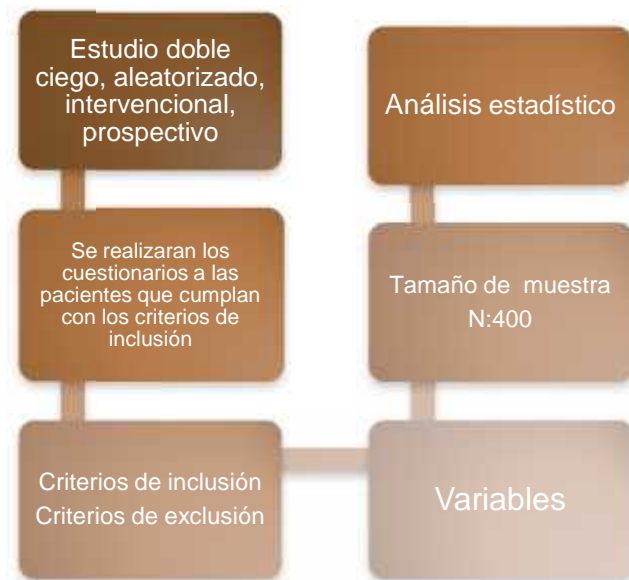 Estudio doble
ciego, aleatorizado,
intervencional,
prospectivo
Se realizaran los
cuestionarios a las
pacientes que cumplan
con los criterios de
inclusión
Criterios de inclusión
Criterios de exclusión
Variables
Tamaño de muestra
N:400
Análisis estadístico